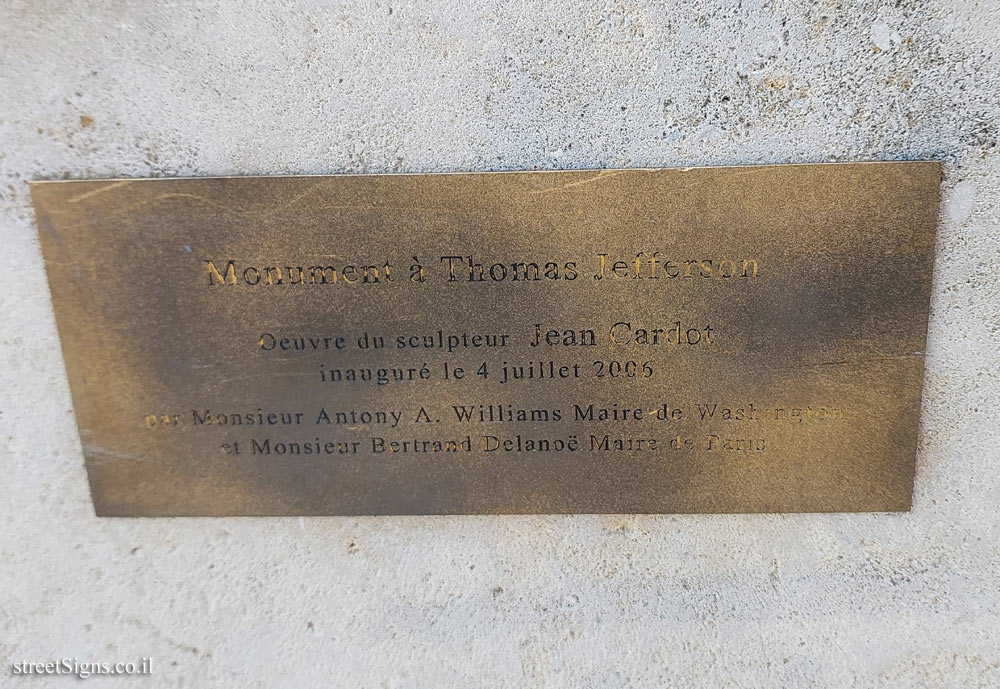 Monument à Thomas Jefferson
Oeuvre du sculpteur Jean Cardot
inauguré le 4 juillet 2006
par Monsieur Antony A. Williams Maire de Washington
et Monsieur Bertrand Delanoë Maire de Paris
streetSigns.co.il